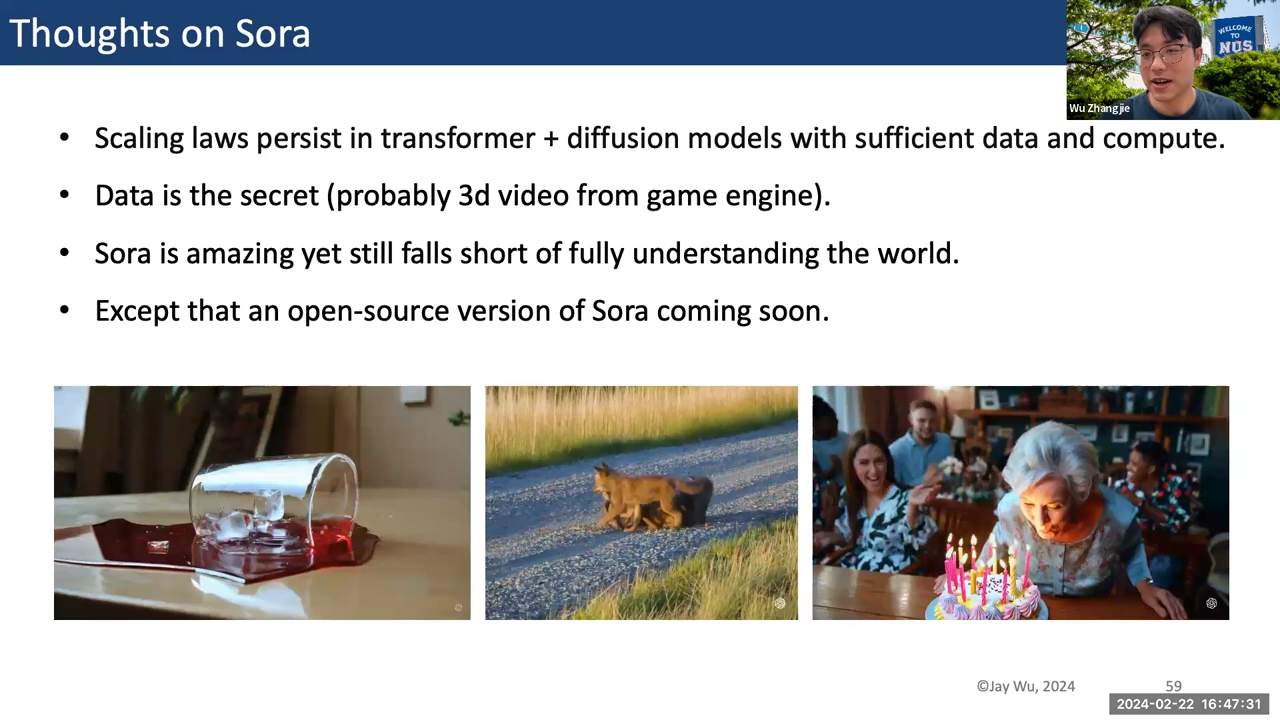 Thoughts on Sora
WELCOME
TO
NUS
Wu Zhangjie
• Scaling laws persist in transformer + diffusion models with sufficient data and compute.
• Data is the secret (probably 3d video from game engine).
• Sora is amazing yet still falls short of fully understanding the world.
• Except that an open-source version of Sora coming soon.
©Jay Wu, 2024
59
2024-02-22 16:47:31